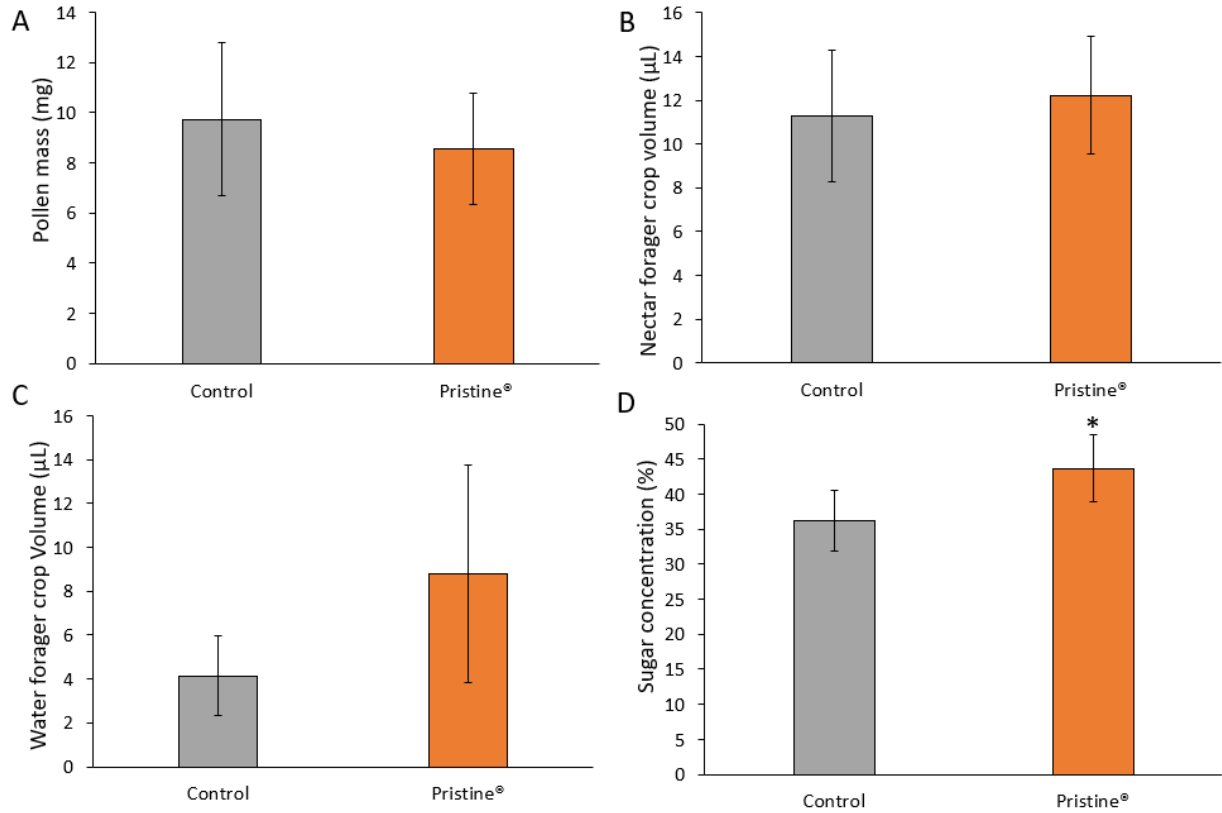 A
Pollen mass (mg)
14
12
10
8
6
4
2
0
Control
Pristine®
B
Nectar forager crop volume (µL)
16
14
12
10
8
6
4
2
0
Control
Pristine®
C
Water forager crop Volume (µL)
16
14
12
10
8
6
4
2
0
Control
Pristine®
D
Sugar concentration (%)
50
45
40
35
30
25
20
15
10
5
0
*
Control
Pristine®